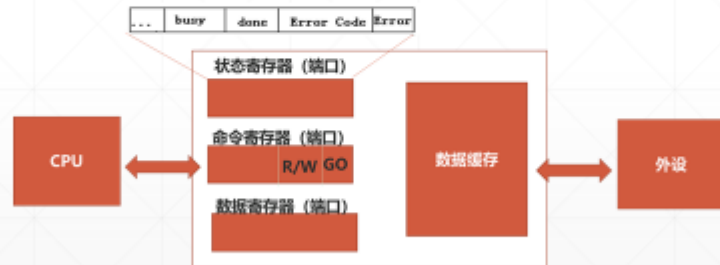 ... busy done Error Code Error
状态寄存器（端口）
命令寄存器（端口）
CPU
R/W GO
数据缓存
外设
数据寄存器（端口）